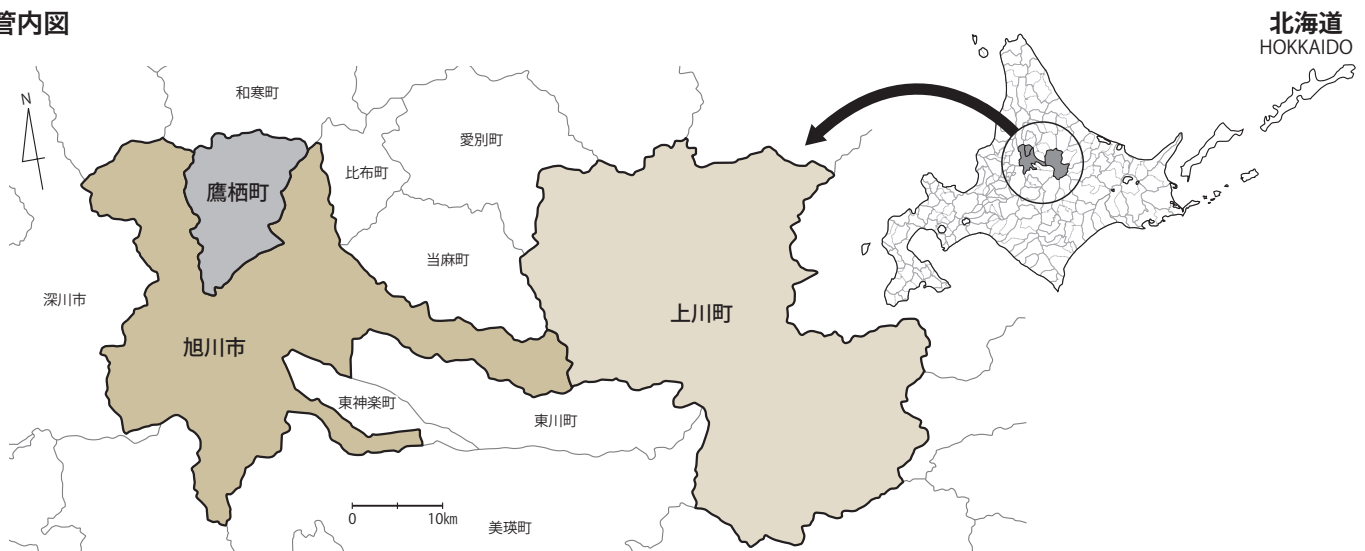 管内図
北海道
HOKKAIDO
N
和寒町
愛別町
比布町
鷹栖町
当麻町
深川市
上川町
旭川市
東神楽町
東川町
0 10km
美瑛町